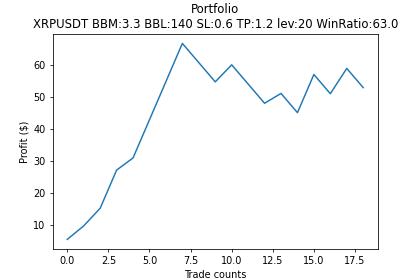 Portfolio
XRPUSDT BBM:3.3 BBL:140 SL:0.6 TP:1.2 lev:20 WinRatio:63.0
60
50
40
30
20
10
Profit ($)
0.0 2.5 5.0 7.5 10.0 12.5 15.0 17.5
Trade counts